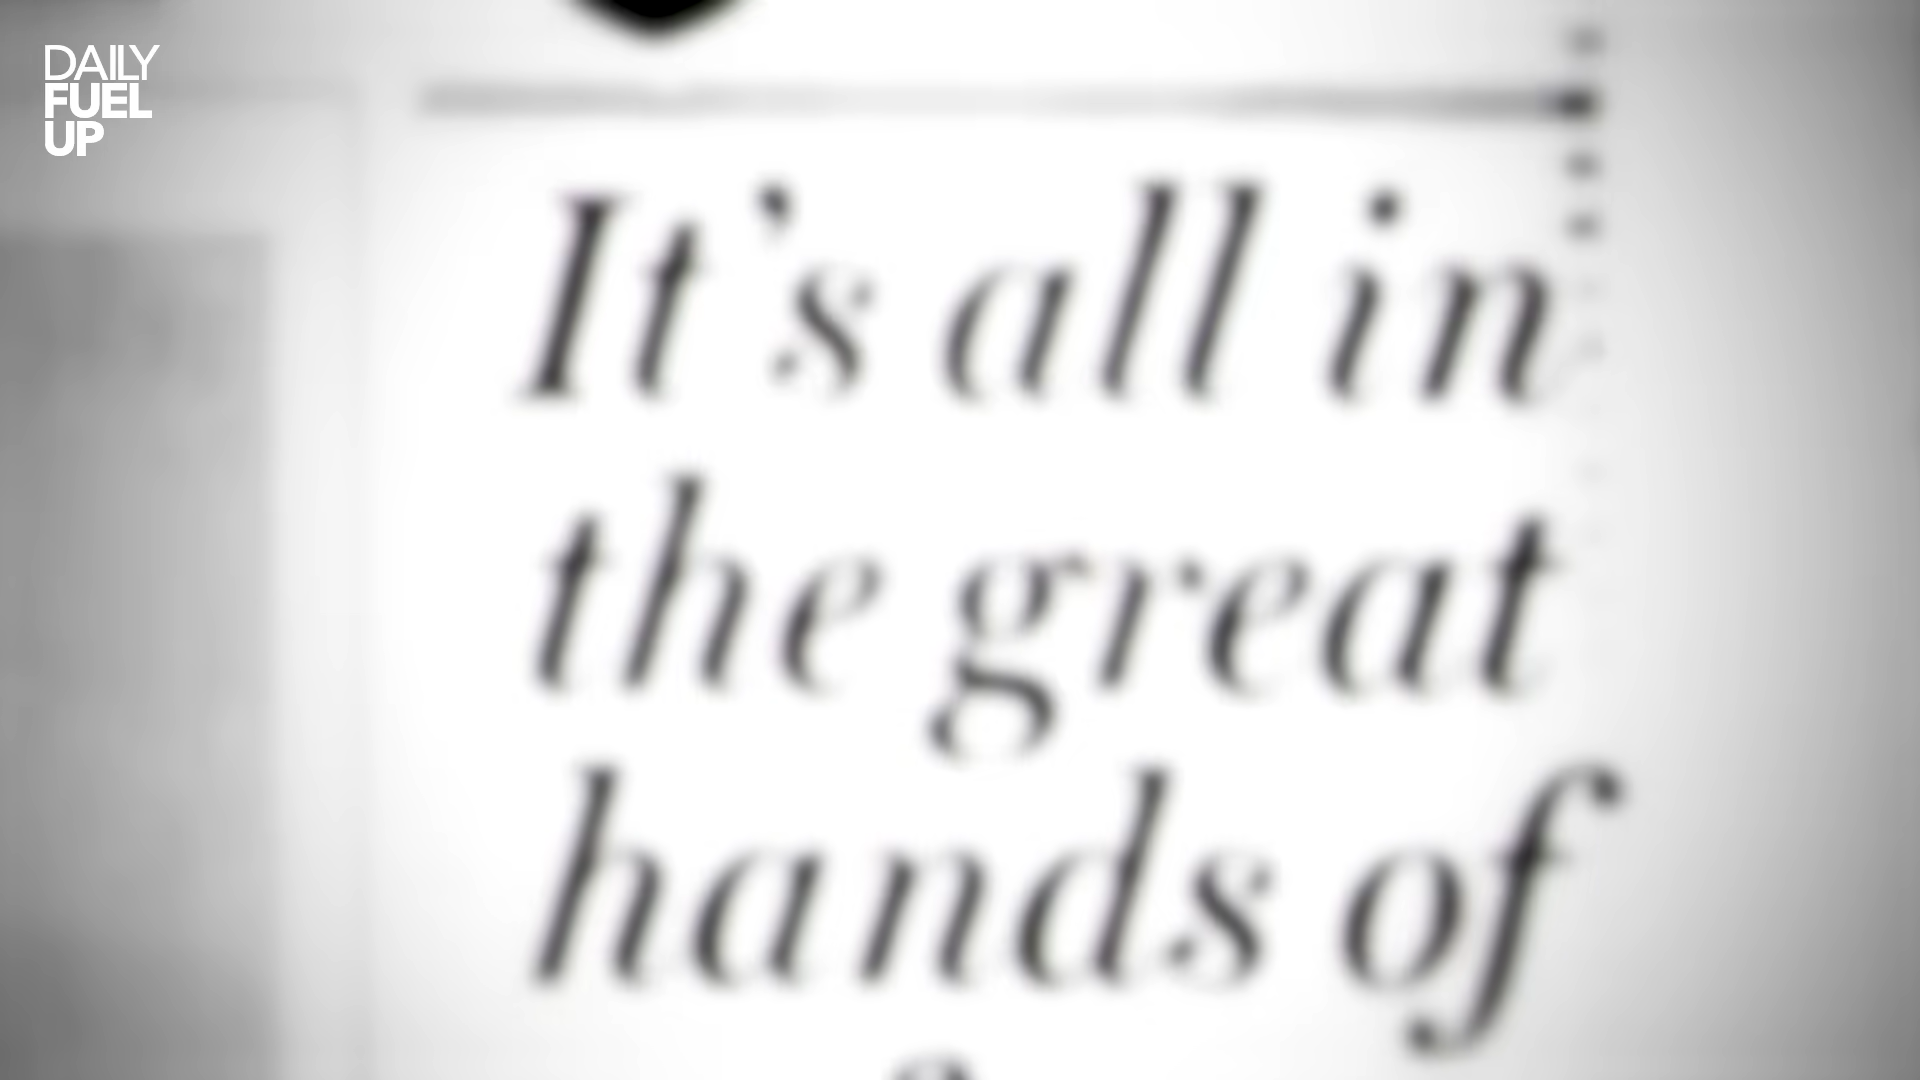 DAILY
FUEL
UP
It's all in
the great
hands of